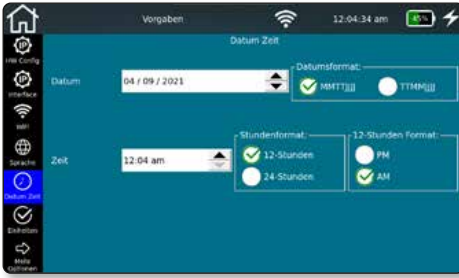 Vorgaben
12:04:34 am
45%
Datum Zeit
HW Config
Interface
WiFi
Sprache
Datum Zeit
Einheiten
Mehr Optionen
Datum
04 / 09 / 2021
Datumsformat:
MMTTJJJJ
TTMMJJJJ
Zeit
12:04 am
Stundenformat:
12-Stunden
24-Stunden
12-Stunden Format:
PM
AM